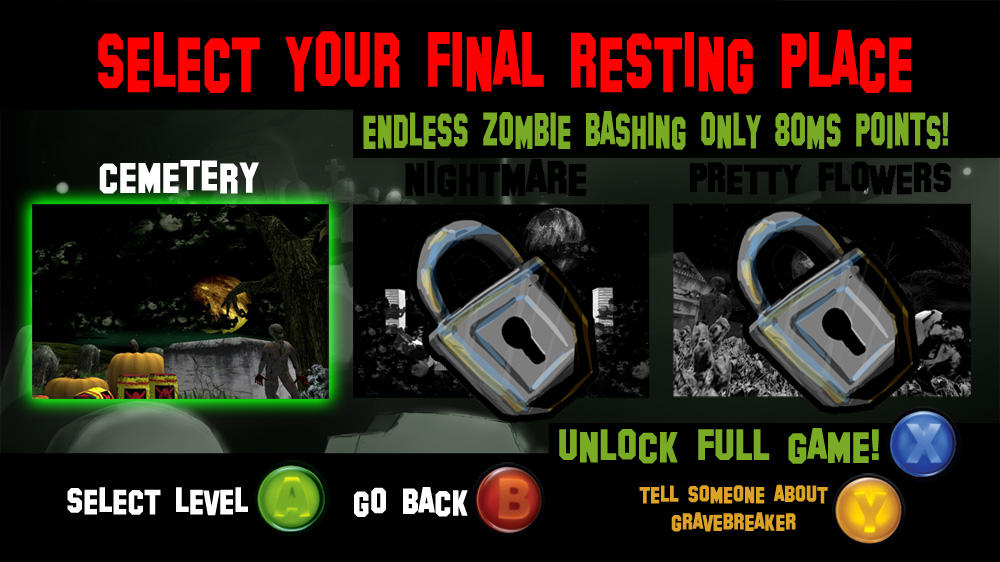 SELECT YOUR FINAL RESTING PLACE
ENDLESS ZOMBIE BASHING ONLY 80MS POINTS!
CEMETERY
NIGHTMARE
PRETTY FLOWERS
UNLOCK FULL GAME! X
SELECT LEVEL A
GO BACK B
TELL SOMEONE ABOUT
GRAVEBREAKER Y